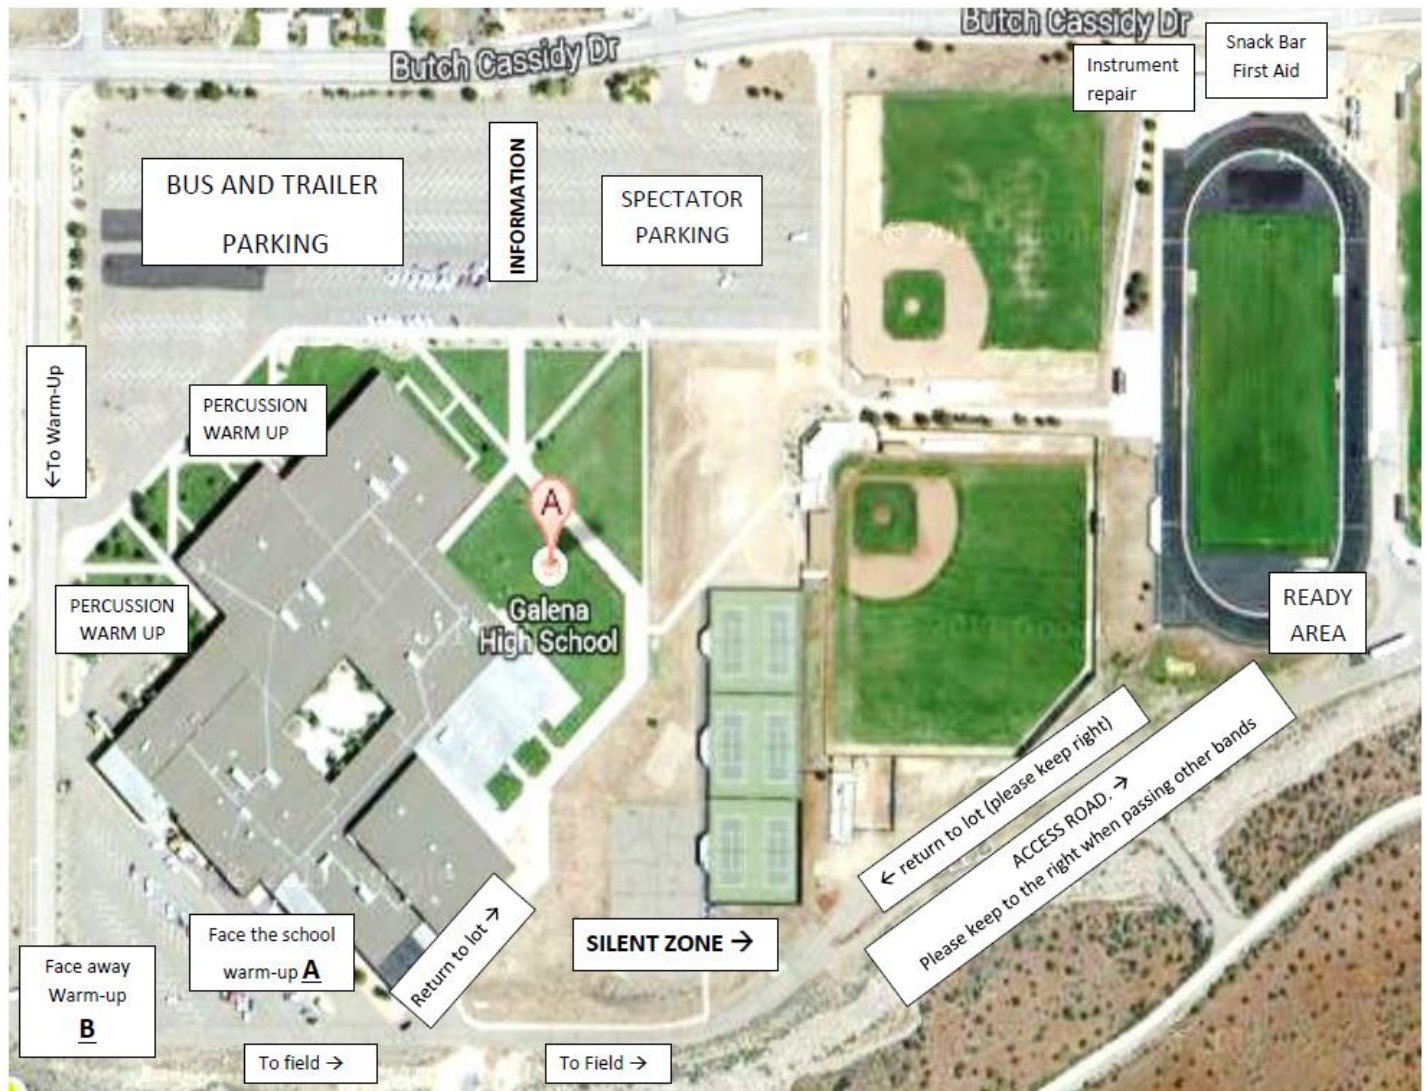 Butch Cassidy Dr
Butch Cassidy Dr
Snack Bar
First Aid
Instrument
repair
BUS AND TRAILER
PARKING
INFORMATION
SPECTATOR
PARKING
←To Warm-Up
PERCUSSION
WARM UP
A
Galena
High School
PERCUSSION
WARM UP
READY
AREA
← return to lot (please keep right)
ACCESS ROAD. →
Please keep to the right when passing other bands
Face the school
warm-up A
Return to lot →
SILENT ZONE →
Face away
Warm-up
B
To field →
To Field →